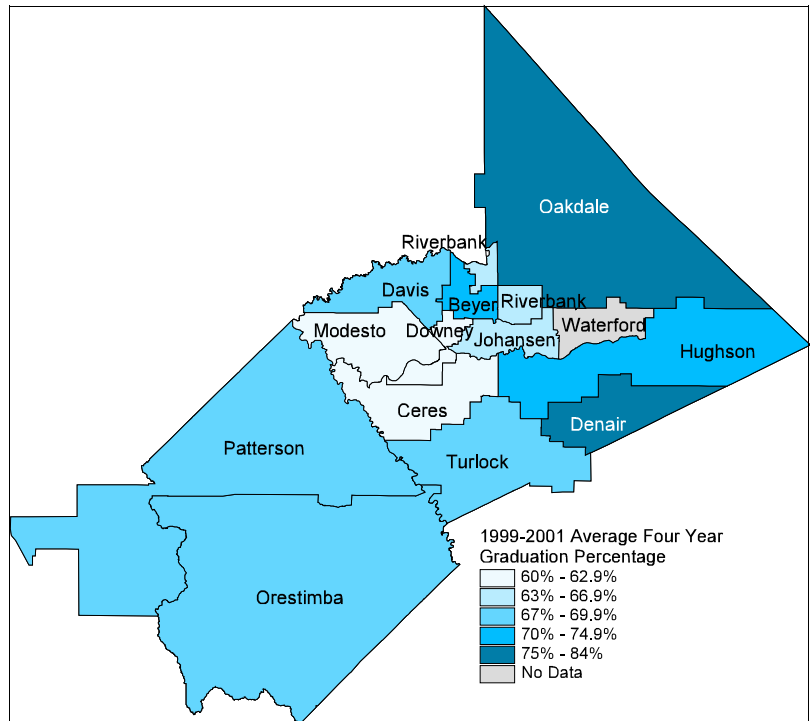 Oakdale
Riverbank
Davis
Beyer
Riverbank
Modesto
Downey
Waterford
Johansen
Hughson
Ceres
Denair
Patterson
Turlock
Orestimba
1999-2001 Average Four Year
Graduation Percentage
60% - 62.9%
63% - 66.9%
67% - 69.9%
70% - 74.9%
75% - 84%
No Data